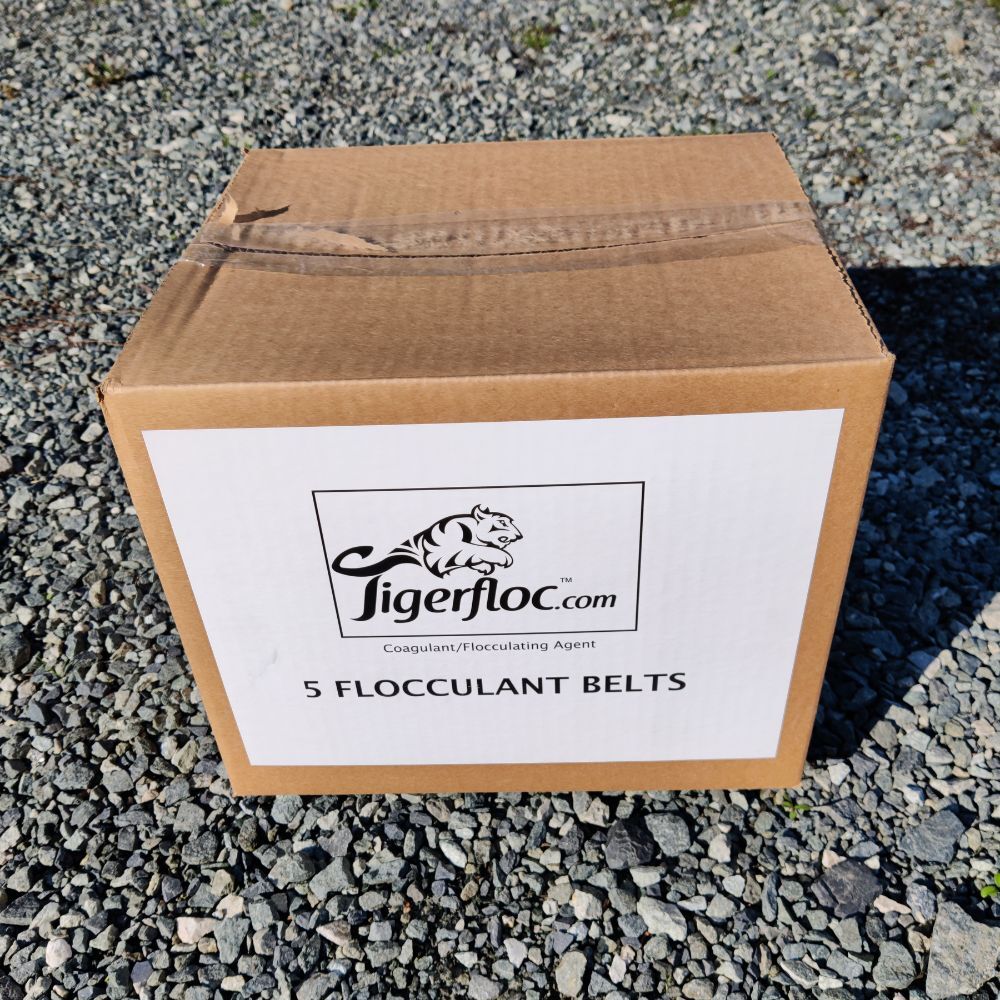 Tigerfloc.com™
Coagulant/Flocculating Agent
5 FLOCCULANT BELTS